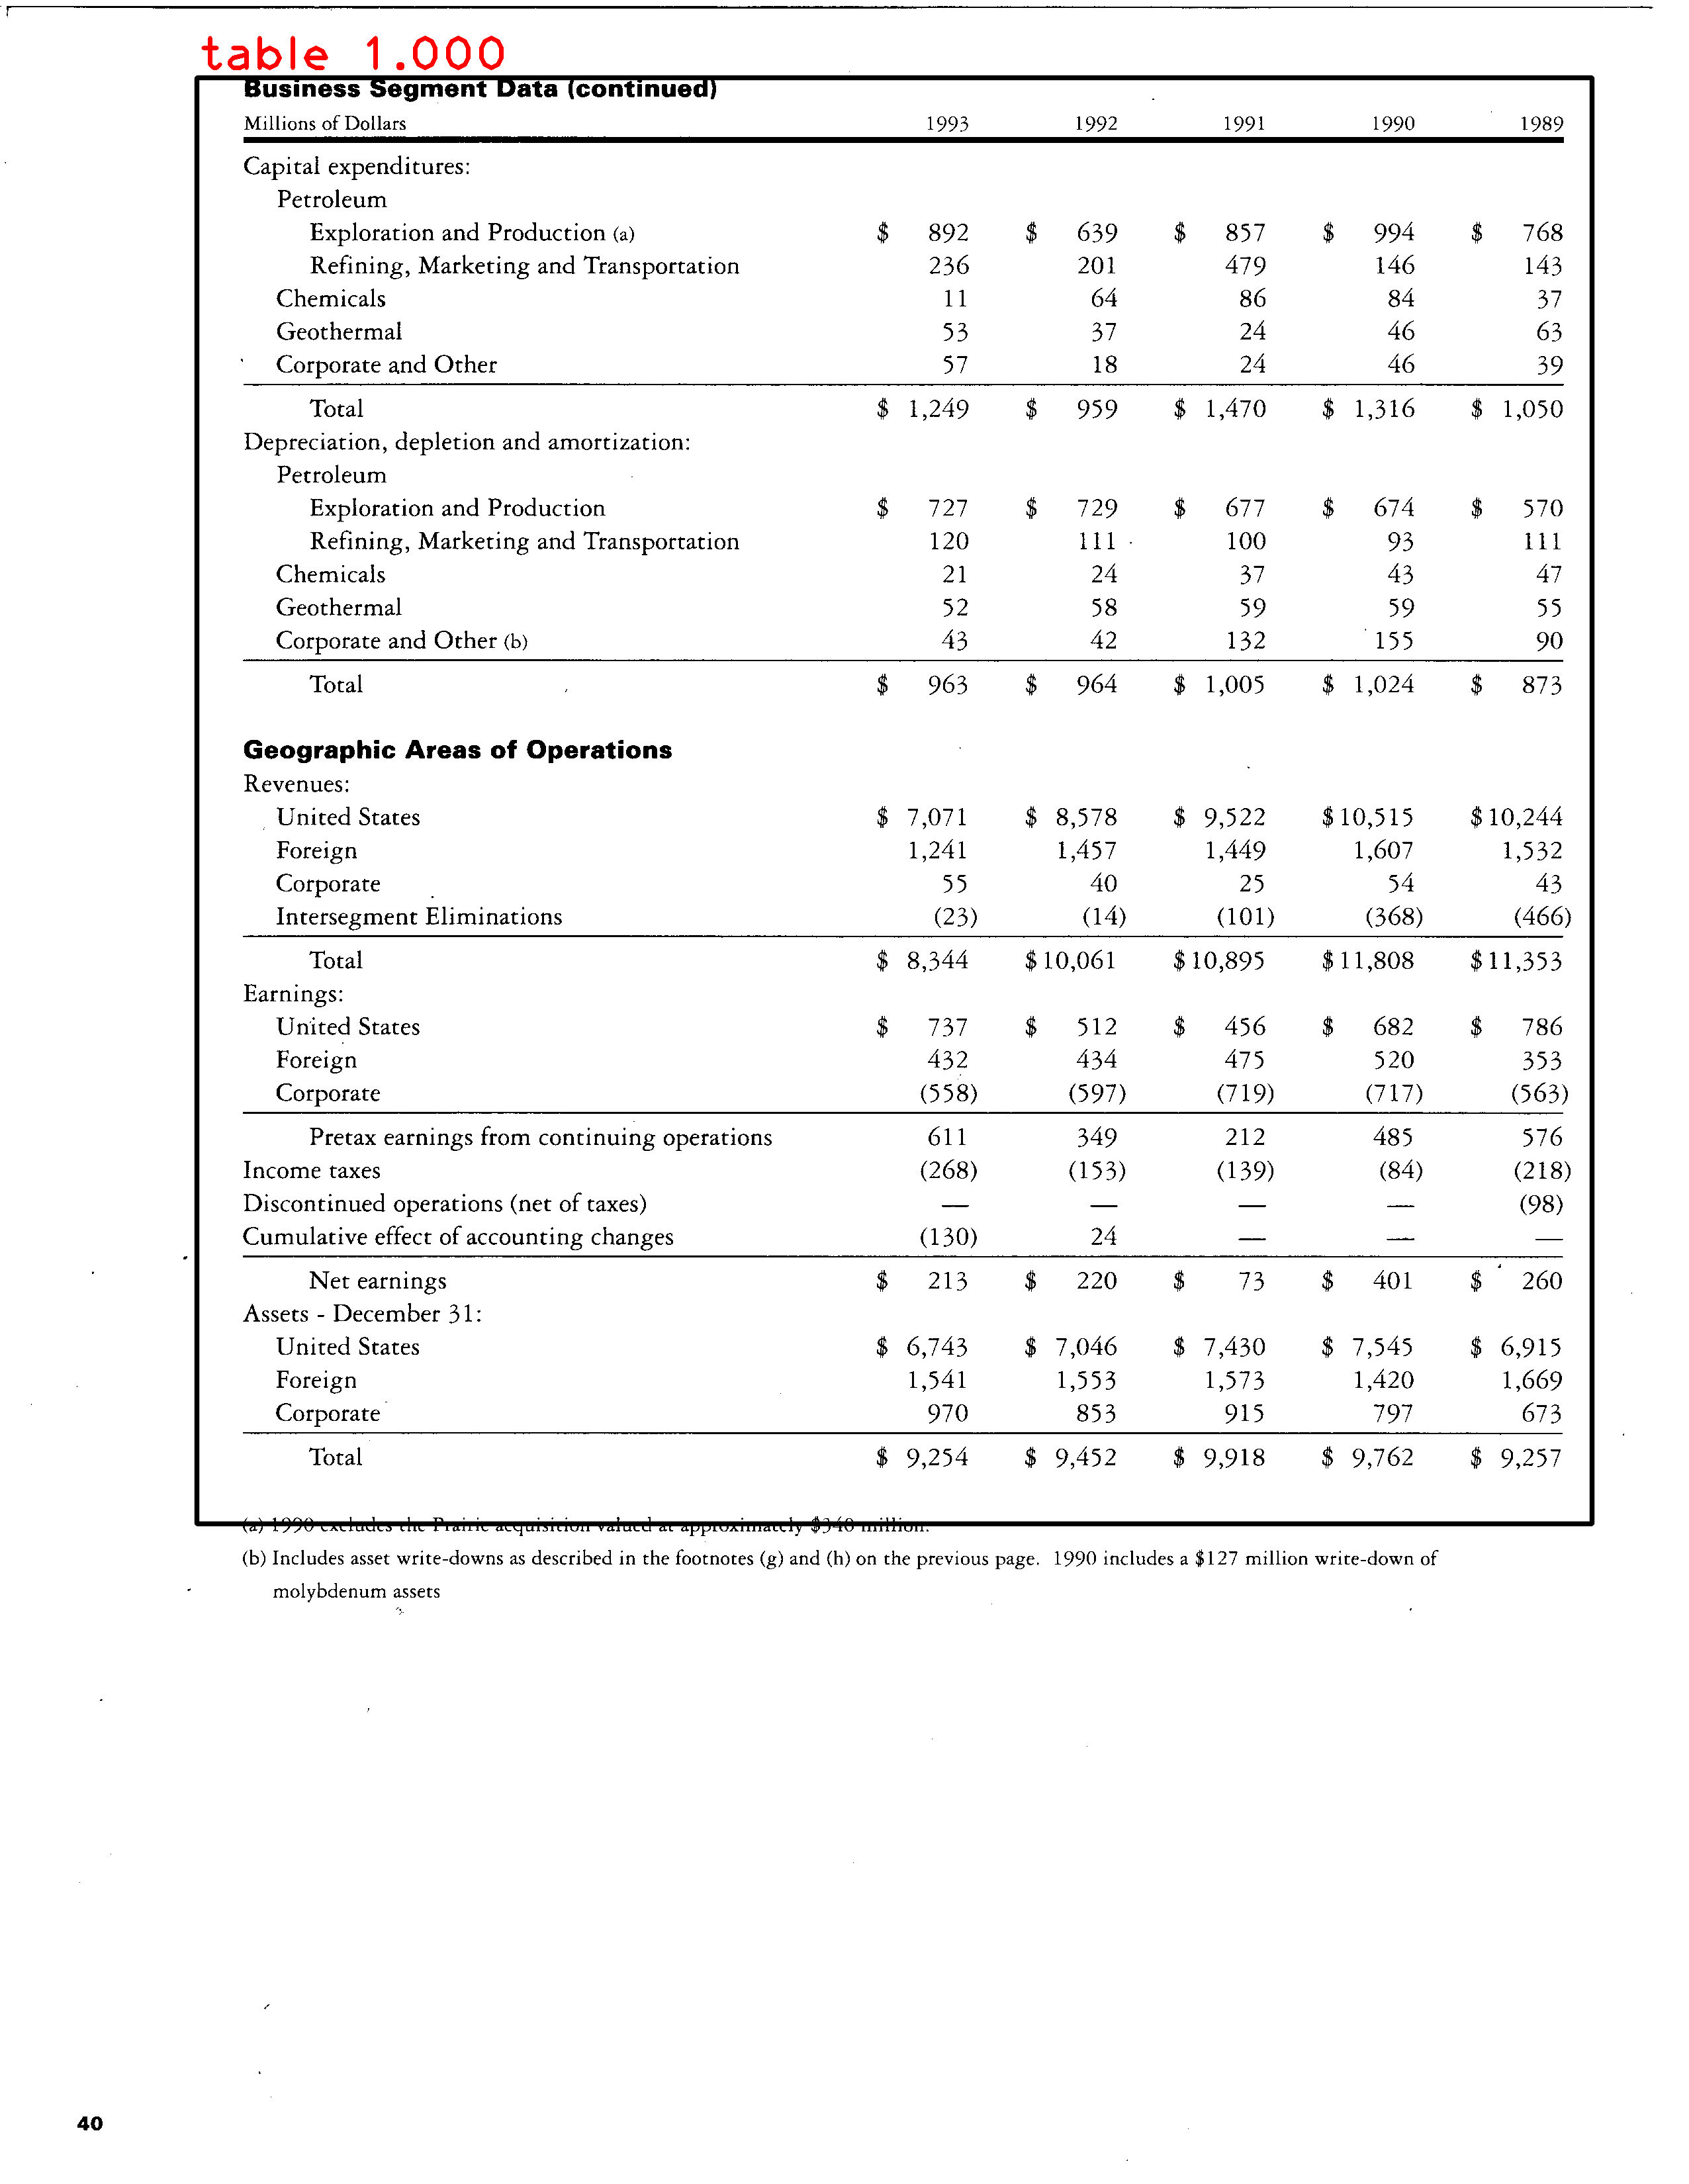 table 1.000
Business Segment Data (continued)
Millions of Dollars 1993 1992 1991 1990 1989
Capital expenditures:
Petroleum
Exploration and Production (a) $ 892 $ 639 $ 857 $ 994 $ 768
Refining, Marketing and Transportation 236 201 479 146 143
Chemicals 11 64 86 84 37
Geothermal 53 37 24 46 63
Corporate and Other 57 18 24 46 39
Total $ 1,249 $ 959 $ 1,470 $ 1,316 $ 1,050
Depreciation, depletion and amortization:
Petroleum
Exploration and Production $ 727 $ 729 $ 677 $ 674 $ 570
Refining, Marketing and Transportation 120 111 100 93 111
Chemicals 21 24 37 43 47
Geothermal 52 58 59 59 55
Corporate and Other (b) 43 42 132 155 90
Total $ 963 $ 964 $ 1,005 $ 1,024 $ 873
Geographic Areas of Operations
Revenues:
United States $ 7,071 $ 8,578 $ 9,522 $10,515 $10,244
Foreign 1,241 1,457 1,449 1,607 1,532
Corporate 55 40 25 54 43
Intersegment Eliminations (23) (14) (101) (368) (466)
Total $ 8,344 $10,061 $10,895 $11,808 $11,353
Earnings:
United States $ 737 $ 512 $ 456 $ 682 $ 786
Foreign 432 434 475 520 353
Corporate (558) (597) (719) (717) (563)
Pretax earnings from continuing operations 611 349 212 485 576
Income taxes (268) (153) (139) (84) (218)
Discontinued operations (net of taxes) — — — — (98)
Cumulative effect of accounting changes (130) 24 — — —
Net earnings $ 213 $ 220 $ 73 $ 401 $ 260
Assets - December 31:
United States $ 6,743 $ 7,046 $ 7,430 $ 7,545 $ 6,915
Foreign 1,541 1,553 1,573 1,420 1,669
Corporate 970 853 915 797 673
Total $ 9,254 $ 9,452 $ 9,918 $ 9,762 $ 9,257
(a) 1990 excludes the Prairie acquisition valued at approximately $340 million.
(b) Includes asset write-downs as described in the footnotes (g) and (h) on the previous page. 1990 includes a $127 million write-down of
molybdenum assets
40